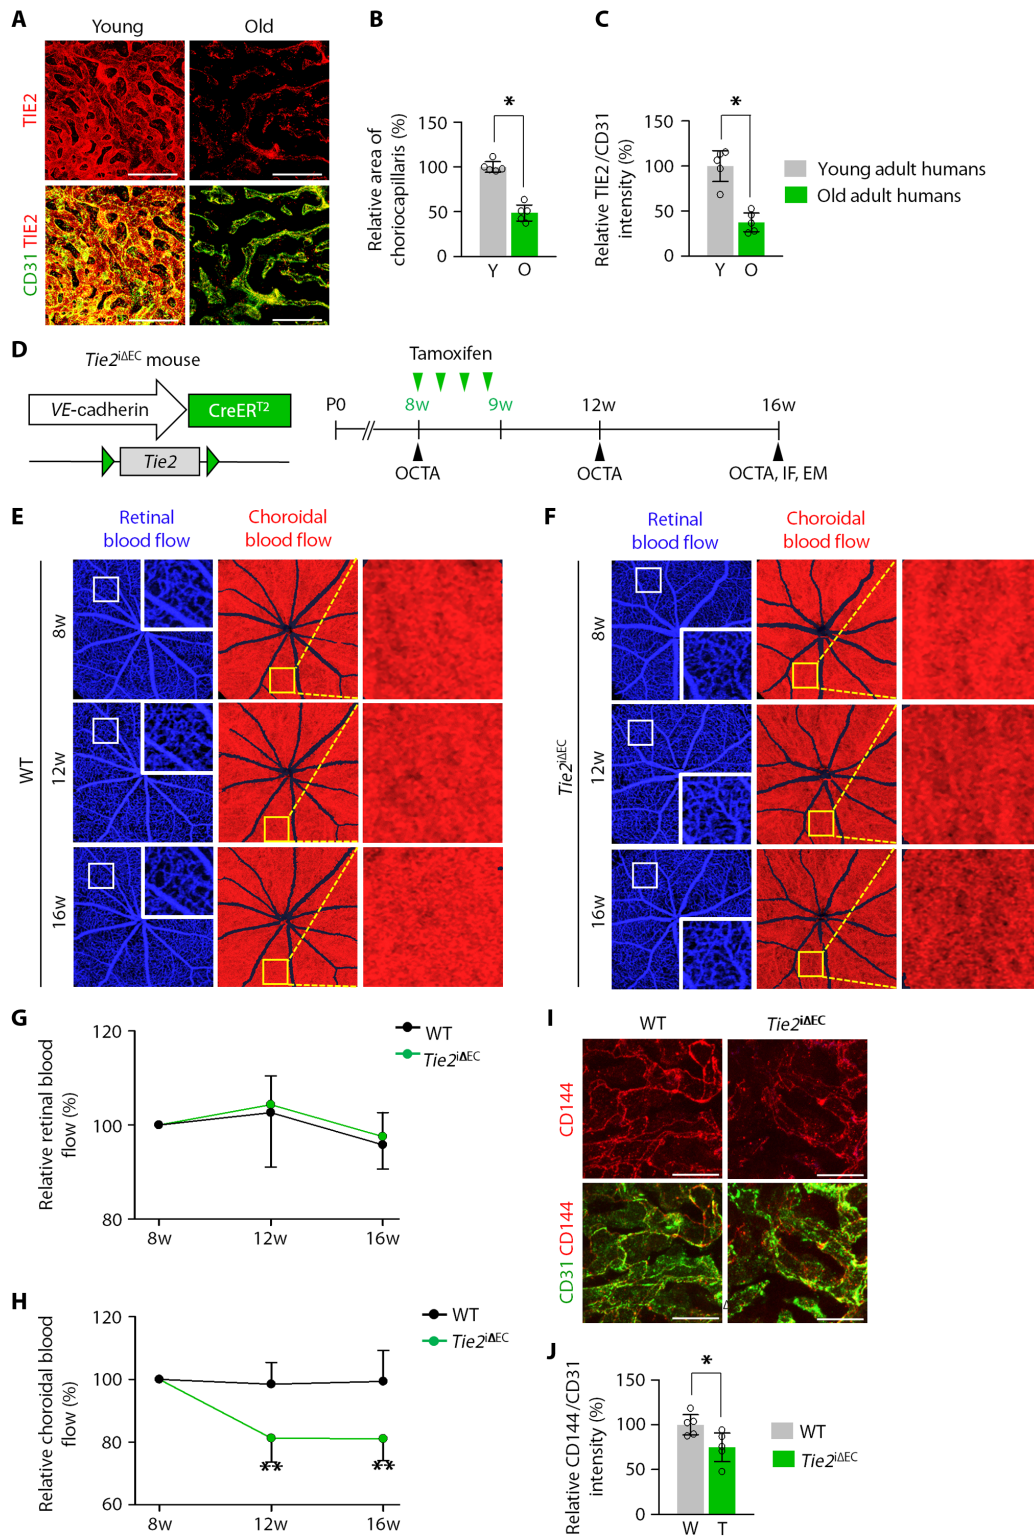 A
Young
Old
TIE2
CD31 TIE2
B
Relative area of
choriocapillaris (%)
150
100
50
0
*
Y
O
C
Relative TIE2/CD31
intensity (%)
150
100
50
0
*
Y
O
Young adult humans
Old adult humans
D
Tie2iΔEC mouse
VE-cadherin
CreERT2
Tie2
Tamoxifen
P0
8w
9w
12w
16w
OCTA
OCTA
OCTA, IF, EM
E
Retinal
blood flow
Choroidal
blood flow
WT
8w
12w
16w
F
Retinal
blood flow
Choroidal
blood flow
Tie2iΔEC
8w
12w
16w
G
Relative retinal blood
flow (%)
120
100
80
8w
12w
16w
WT
Tie2iΔEC
H
Relative choroidal blood
flow (%)
120
100
80
60
**
**
8w
12w
16w
WT
Tie2iΔEC
I
WT
Tie2iΔEC
CD144
CD31 CD144
Δ
J
Relative CD144/CD31
intensity (%)
150
100
50
0
*
W
T
WT
Tie2iΔEC